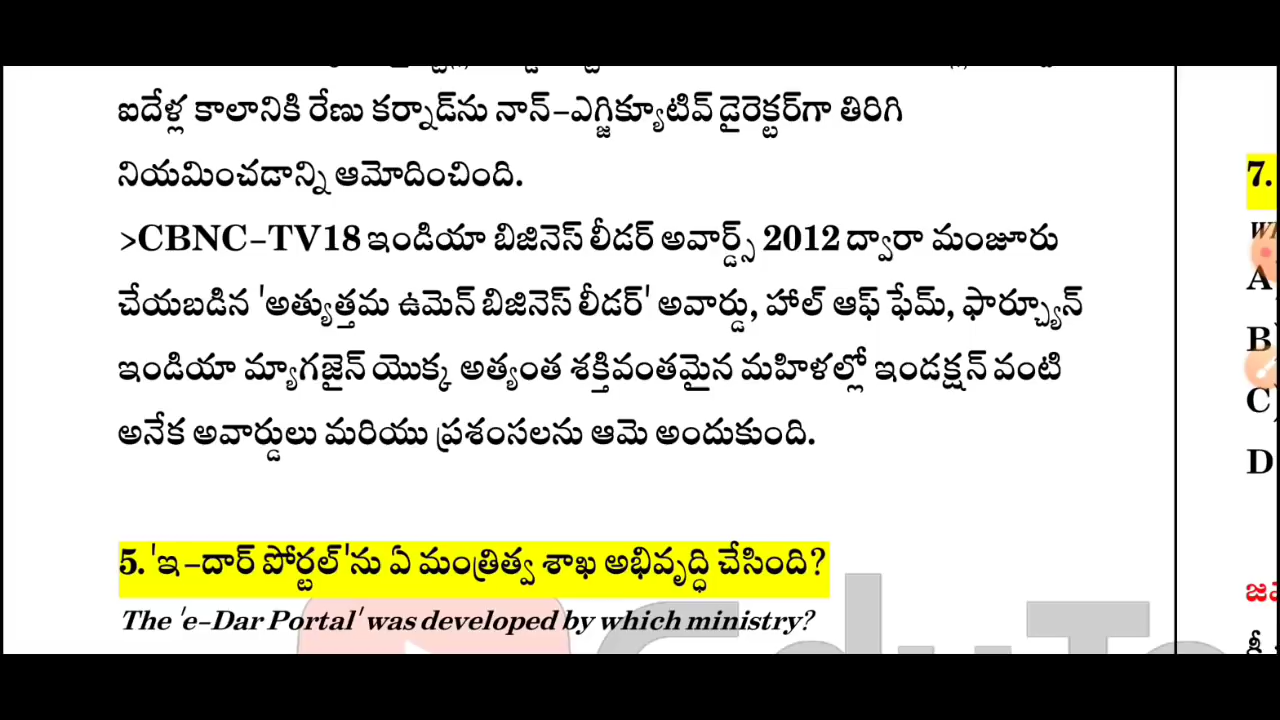 ఐదేళ్ల కాలానికి రేణు కర్నాడ్‌ను నాన్-ఎగ్జిక్యూటివ్ డైరెక్టర్‌గా తిరిగి
నియమించడాన్ని ఆమోదించింది.
>CBNC-TV18 ఇండియా బిజినెస్ లీడర్ అవార్డ్స్ 2012 ద్వారా మంజూరు
చేయబడిన 'అత్యుత్తమ ఉమెన్ బిజినెస్ లీడర్' అవార్డు, హాల్ ఆఫ్ ఫేమ్, ఫార్చ్యూన్
ఇండియా మ్యాగజైన్ యొక్క అత్యంత శక్తివంతమైన మహిళల్లో ఇండక్షన్ వంటి
అనేక అవార్డులు మరియు ప్రశంసలను ఆమె అందుకుంది.
5. 'ఇ-దార్ పోర్టల్'ను ఏ మంత్రిత్వ శాఖ అభివృద్ధి చేసింది?
The 'e-Dar Portal' was developed by which ministry?
7.
A
B
C
D